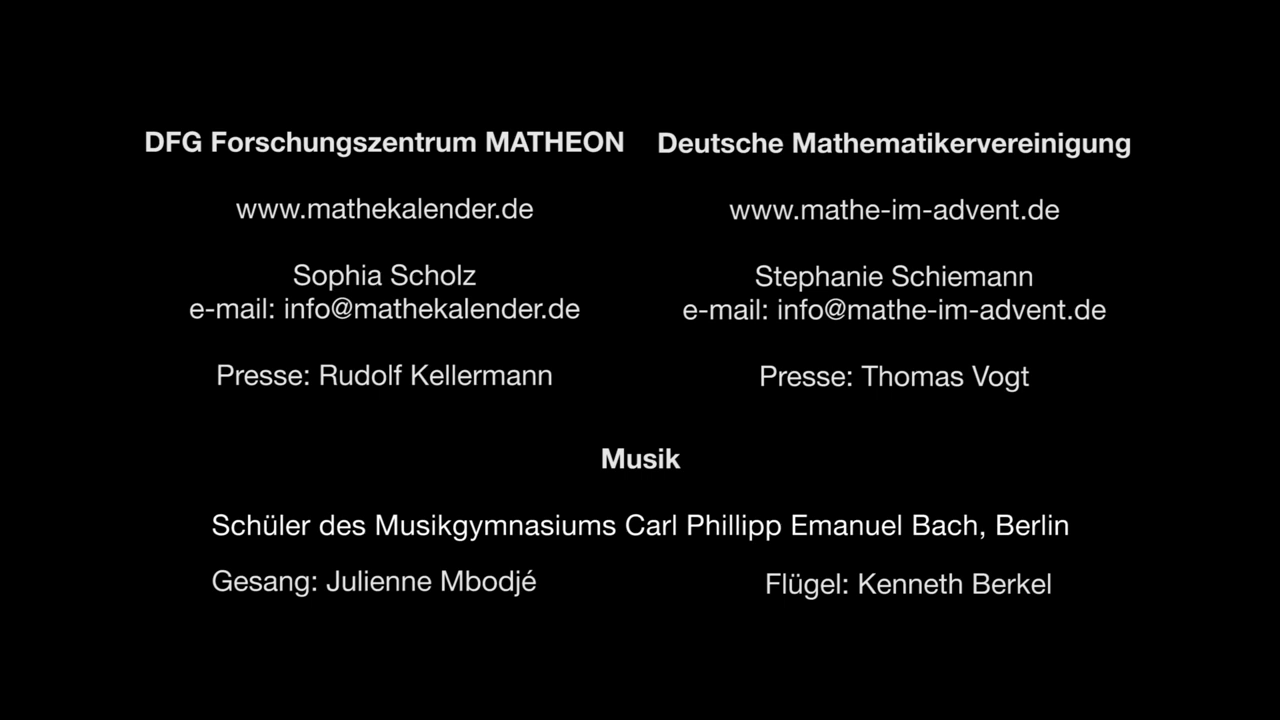 DFG Forschungszentrum MATHEON
www.mathekalender.de
Sophia Scholz
e-mail: info@mathekalender.de
Presse: Rudolf Kellermann
Deutsche Mathematikervereinigung
www.mathe-im-advent.de
Stephanie Schiemann
e-mail: info@mathe-im-advent.de
Presse: Thomas Vogt
Musik
Schüler des Musikgymnasiums Carl Phillipp Emanuel Bach, Berlin
Gesang: Julienne Mbodjé
Flügel: Kenneth Berkel